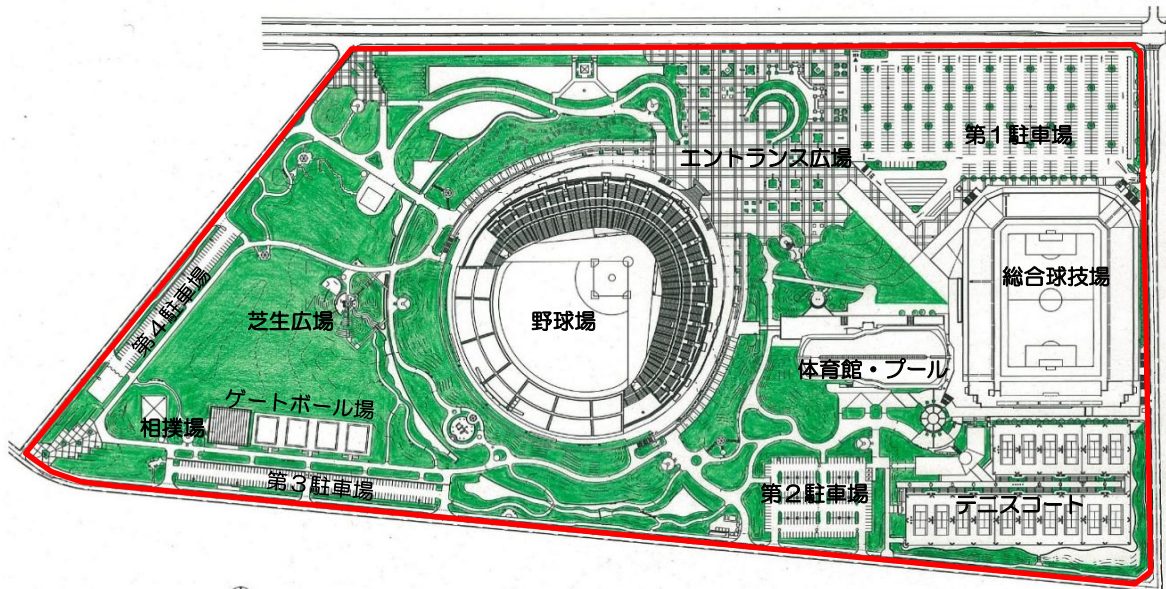 第1駐車場
エントランス広場
総合球技場
第4駐車場
芝生広場
野球場
体育館・プール
ゲートボール場
相撲場
第3駐車場
第2駐車場
テニスコート